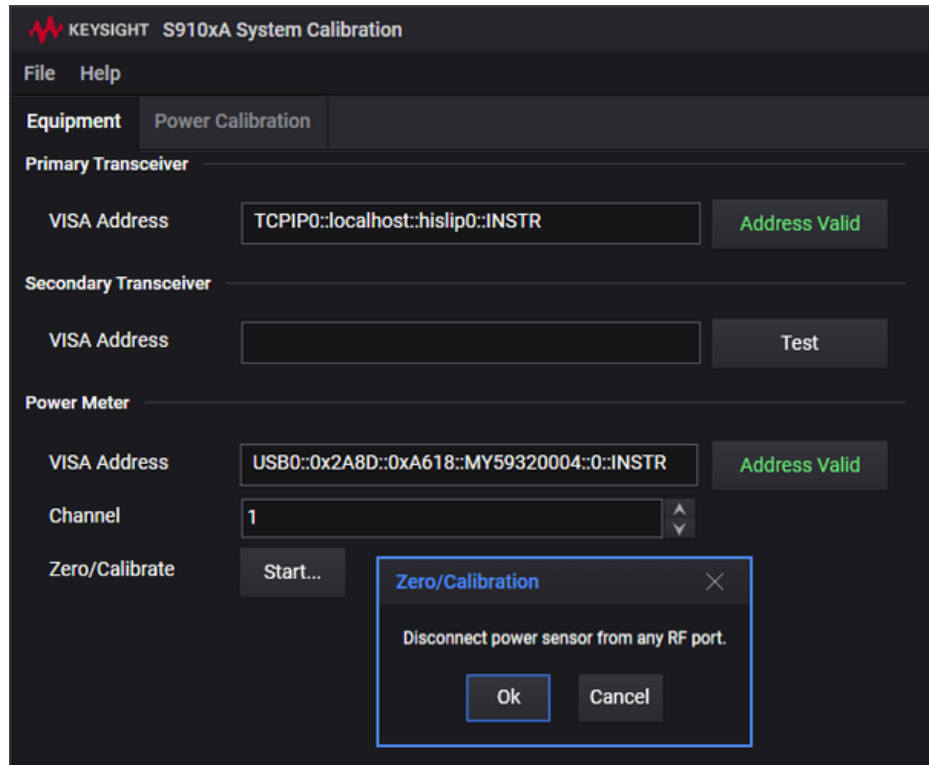 KEYSIGHT S910xA System Calibration
File Help
Equipment Power Calibration
Primary Transceiver
VISA Address TCPIP0::localhost::hislip0::INSTR Address Valid
Secondary Transceiver
VISA Address Test
Power Meter
VISA Address USB0::0x2A8D::0xA618::MY59320004::0::INSTR Address Valid
Channel 1
Zero/Calibrate Start...
Zero/Calibration
Disconnect power sensor from any RF port.
Ok Cancel